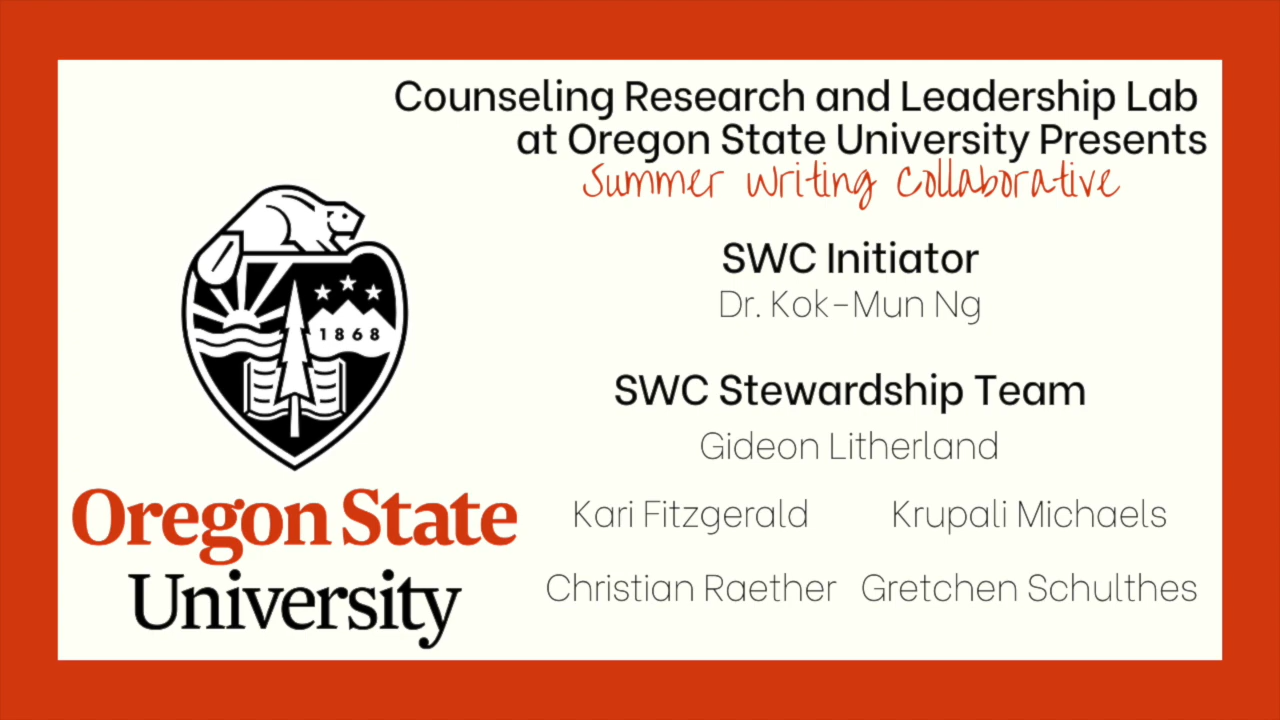 Counseling Research and Leadership Lab
at Oregon State University Presents
Summer Writing Collaborative
SWC Initiator
Dr. Kok-Mun Ng
SWC Stewardship Team
Gideon Litherland
Kari Fitzgerald Krupali Michaels
Christian Raether Gretchen Schulthes
1868
Oregon State
University